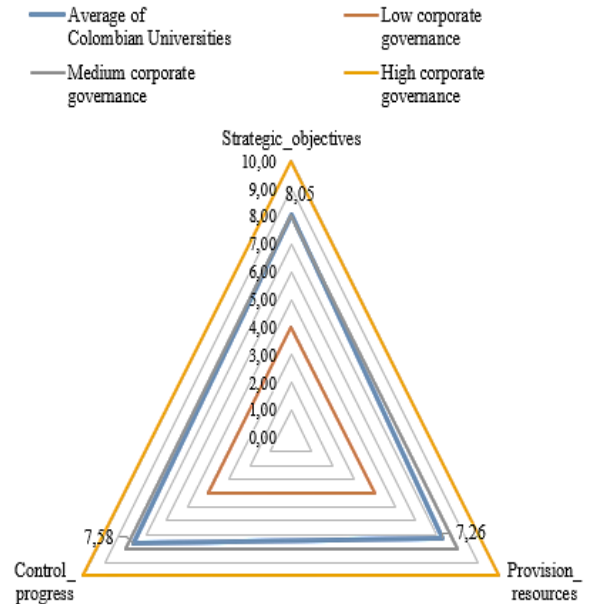 Average of
Colombian Universities
Low corporate
governance
Medium corporate
governance
High corporate
governance
Strategic_objectives
10,00
9,00
8,05
8,00
7,00
6,00
5,00
4,00
3,00
2,00
1,00
0,00
7,58
7,26
Control_
progress
Provision_
resources